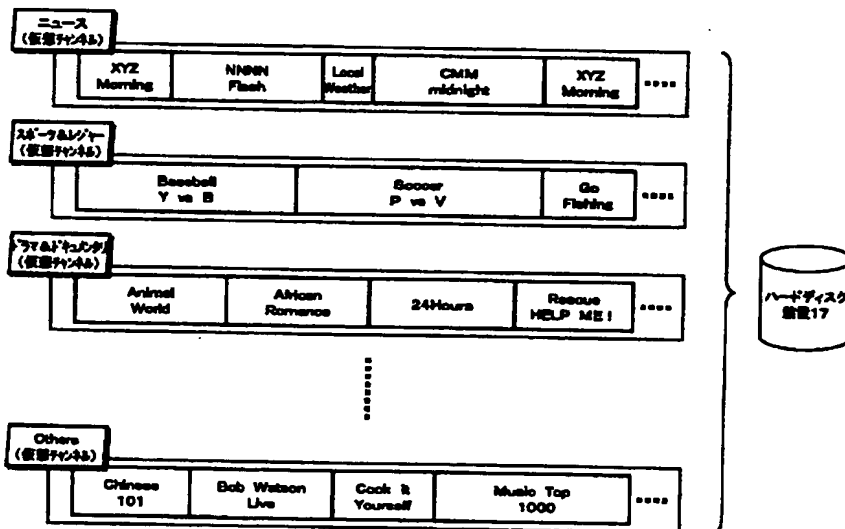 ニュース
(仮想チャンネル)
XYZ
Morning
NNNN
Flash
Local
Weather
CMM
midnight
XYZ
Morning
スポーツ&レジャー
(仮想チャンネル)
Baseball
Y vs B
Soccer
P vs V
Go
Fishing
ドラマ&ドキュメンタリ
(仮想チャンネル)
Animal
World
African
Romance
24Hours
Rescue
HELP ME!
ハードディスク
装置17
Others
(仮想チャンネル)
Chinese
101
Bob Watson
Live
Cook it
Yourself
Music Top
1000